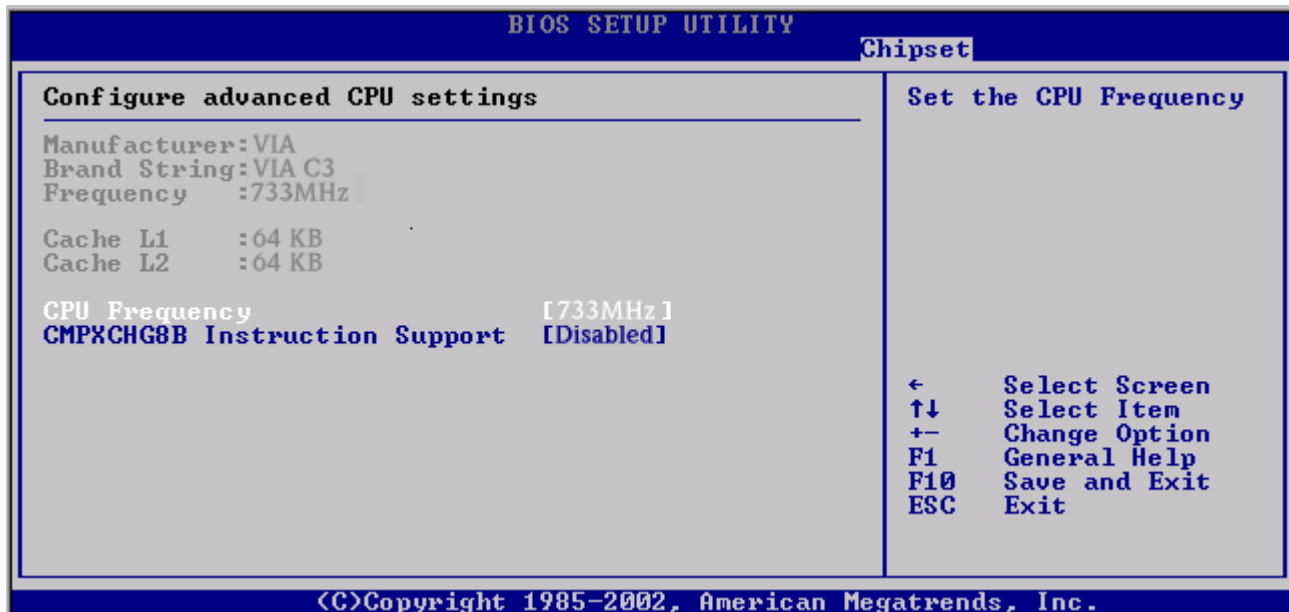 BIOS SETUP UTILITY
Chipset
Configure advanced CPU settings
Manufacturer:VIA
Brand String:VIA C3
Frequency :733MHz
Cache L1 :64 KB
Cache L2 :64 KB
CPU Frequency [733MHz]
CMPXCHG8B Instruction Support [Disabled]
Set the CPU Frequency
← Select Screen
↑↓ Select Item
+- Change Option
F1 General Help
F10 Save and Exit
ESC Exit
(C)Copyright 1985-2002, American Megatrends, Inc.